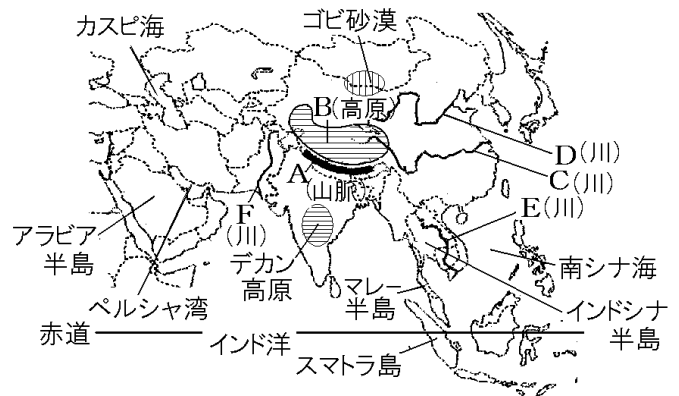 カスピ海
ゴビ砂漠
B(高原)
D(川)
C(川)
A
(山脈)
E(川)
F
(川)
アラビア
半島
デカン
高原
マレー
半島
南シナ海
ペルシャ湾
インドシナ
半島
赤道
インド洋
スマトラ島